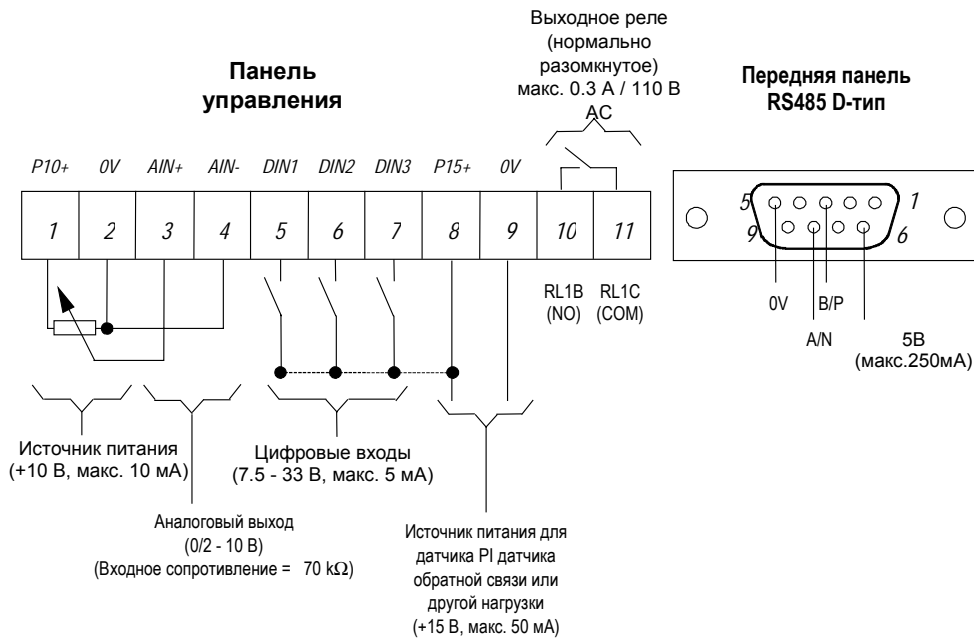 Выходное реле
(нормально
разомкнутое)
макс. 0.3 А / 110 В
AC
Панель
управления
Передняя панель
RS485 D-тип
P10+ 0V AIN+ AIN- DIN1 DIN2 DIN3 P15+ 0V
1 2 3 4 5 6 7 8 9 10 11
5 1
9 6
RL1B RL1C
(NO) (COM)
0V B/P
A/N 5В
(макс.250мА)
Источник питания
(+10 В, макс. 10 мА)
Цифровые входы
(7.5 - 33 В, макс. 5 мА)
Аналоговый выход
(0/2 - 10 В)
(Входное сопротивление = 70 kΩ)
Источник питания для
датчика PI датчика
обратной связи или
другой нагрузки
(+15 В, макс. 50 мА)